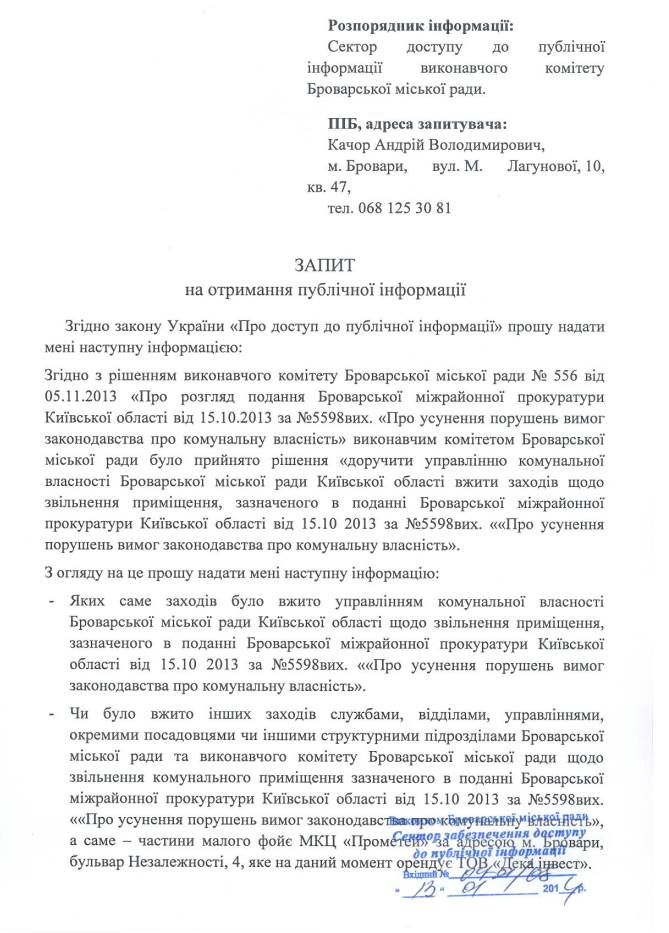 Розпорядник інформації:
Сектор доступу до публічної
інформації виконавчого комітету
Броварської міської ради.
ПІБ, адреса запитувача:
Качор Андрій Володимирович,
м. Бровари, вул. М. Лагунової, 10,
кв. 47,
тел. 068 125 30 81
ЗАПИТ
на отримання публічної інформації
Згідно закону України «Про доступ до публічної інформації» прошу надати
мені наступну інформацією:
Згідно з рішенням виконавчого комітету Броварської міської ради № 556 від
05.11.2013 «Про розгляд подання Броварської міжрайонної прокуратури
Київської області від 15.10.2013 за №5598вих. «Про усунення порушень вимог
законодавства про комунальну власність» виконавчим комітетом Броварської
міської ради було прийнято рішення «доручити управлінню комунальної
власності Броварської міської ради Київської області вжити заходів щодо
звільнення приміщення, зазначеного в поданні Броварської міжрайонної
прокуратури Київської області від 15.10 2013 за №5598вих. ««Про усунення
порушень вимог законодавства про комунальну власність».
З огляду на це прошу надати мені наступну інформацію:
- Яких саме заходів було вжито управлінням комунальної власності
Броварської міської ради Київської області щодо звільнення приміщення,
зазначеного в поданні Броварської міжрайонної прокуратури Київської
області від 15.10 2013 за №5598вих. ««Про усунення порушень вимог
законодавства про комунальну власність».
- Чи було вжито інших заходів службами, відділами, управліннями,
окремими посадовцями чи іншими структурними підрозділами Броварської
міської ради та виконавчого комітету Броварської міської ради щодо
звільнення комунального приміщення зазначеного в поданні Броварської
міжрайонної прокуратури Київської області від 15.10 2013 за №5598вих.
««Про усунення порушень вимог законодавства про комунальну власність»,
а саме – частини малого фойє МКЦ «Прометей» за адресою м. Бровари,
бульвар Незалежності, 4, яке на даний момент орендує ТОВ «Дека інвест».
Виконком Броварської міської ради
Сектор забезпечення доступу
до публічної інформації
Вхідний №
" 13 " 01 2014 р.